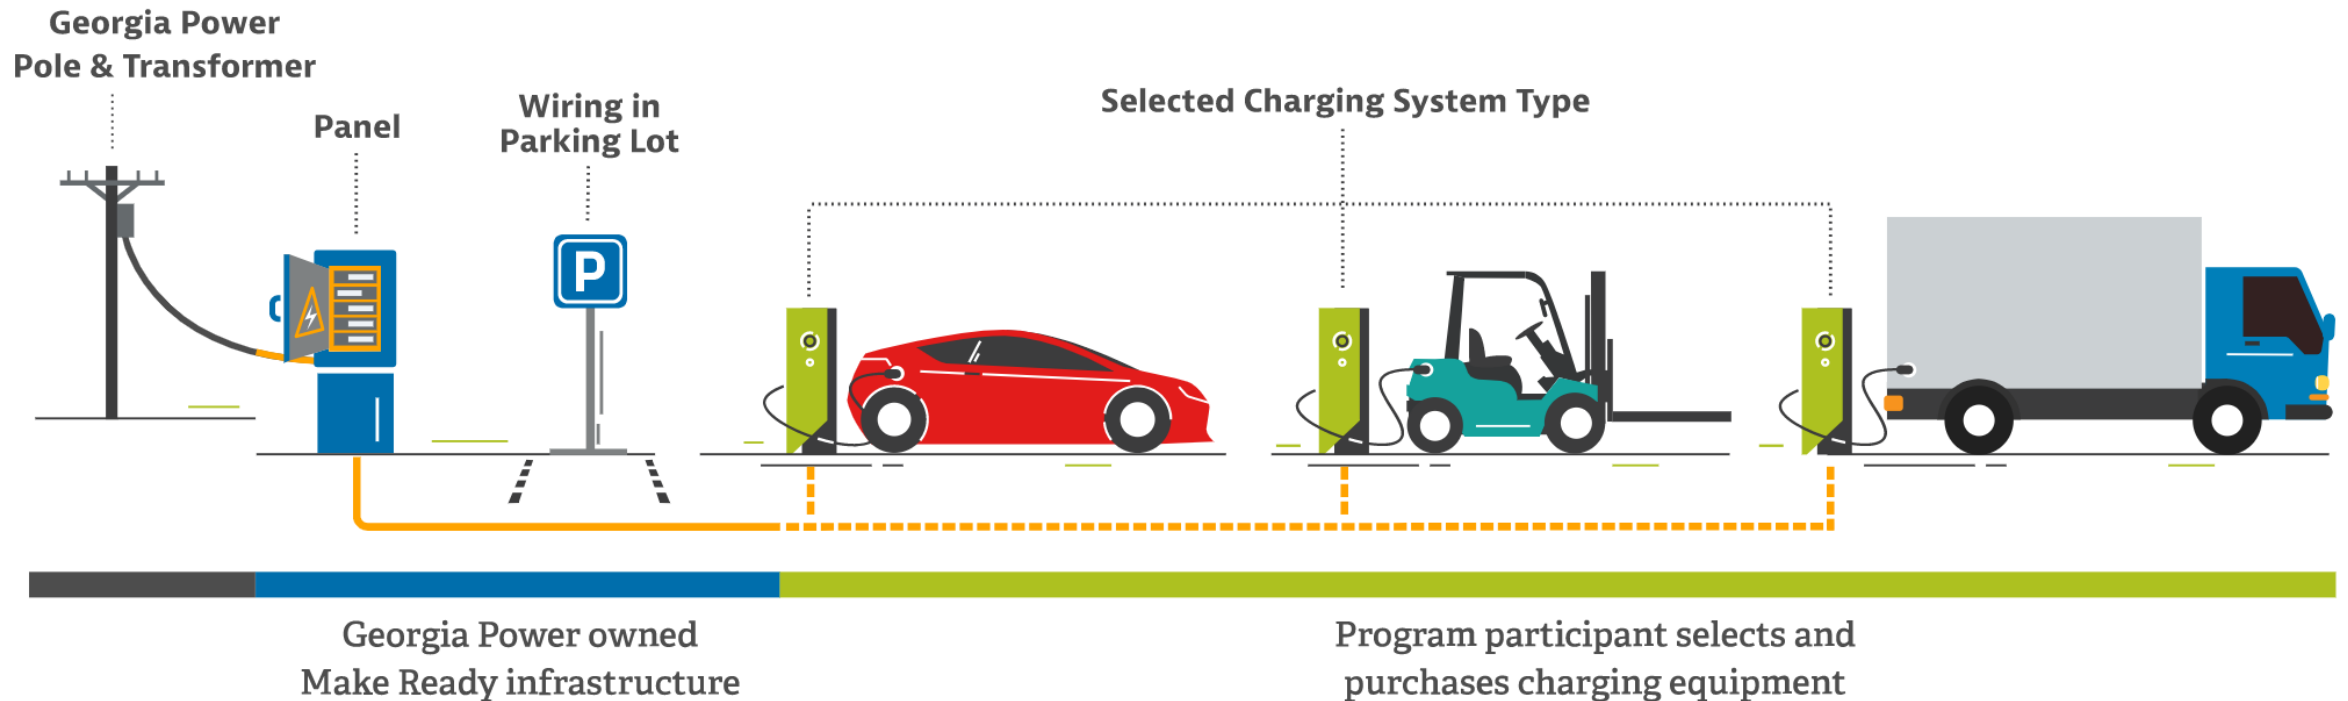 Georgia Power
Pole & Transformer
Panel
Wiring in
Parking Lot
Selected Charging System Type
P
Georgia Power owned
Make Ready infrastructure
Program participant selects and
purchases charging equipment